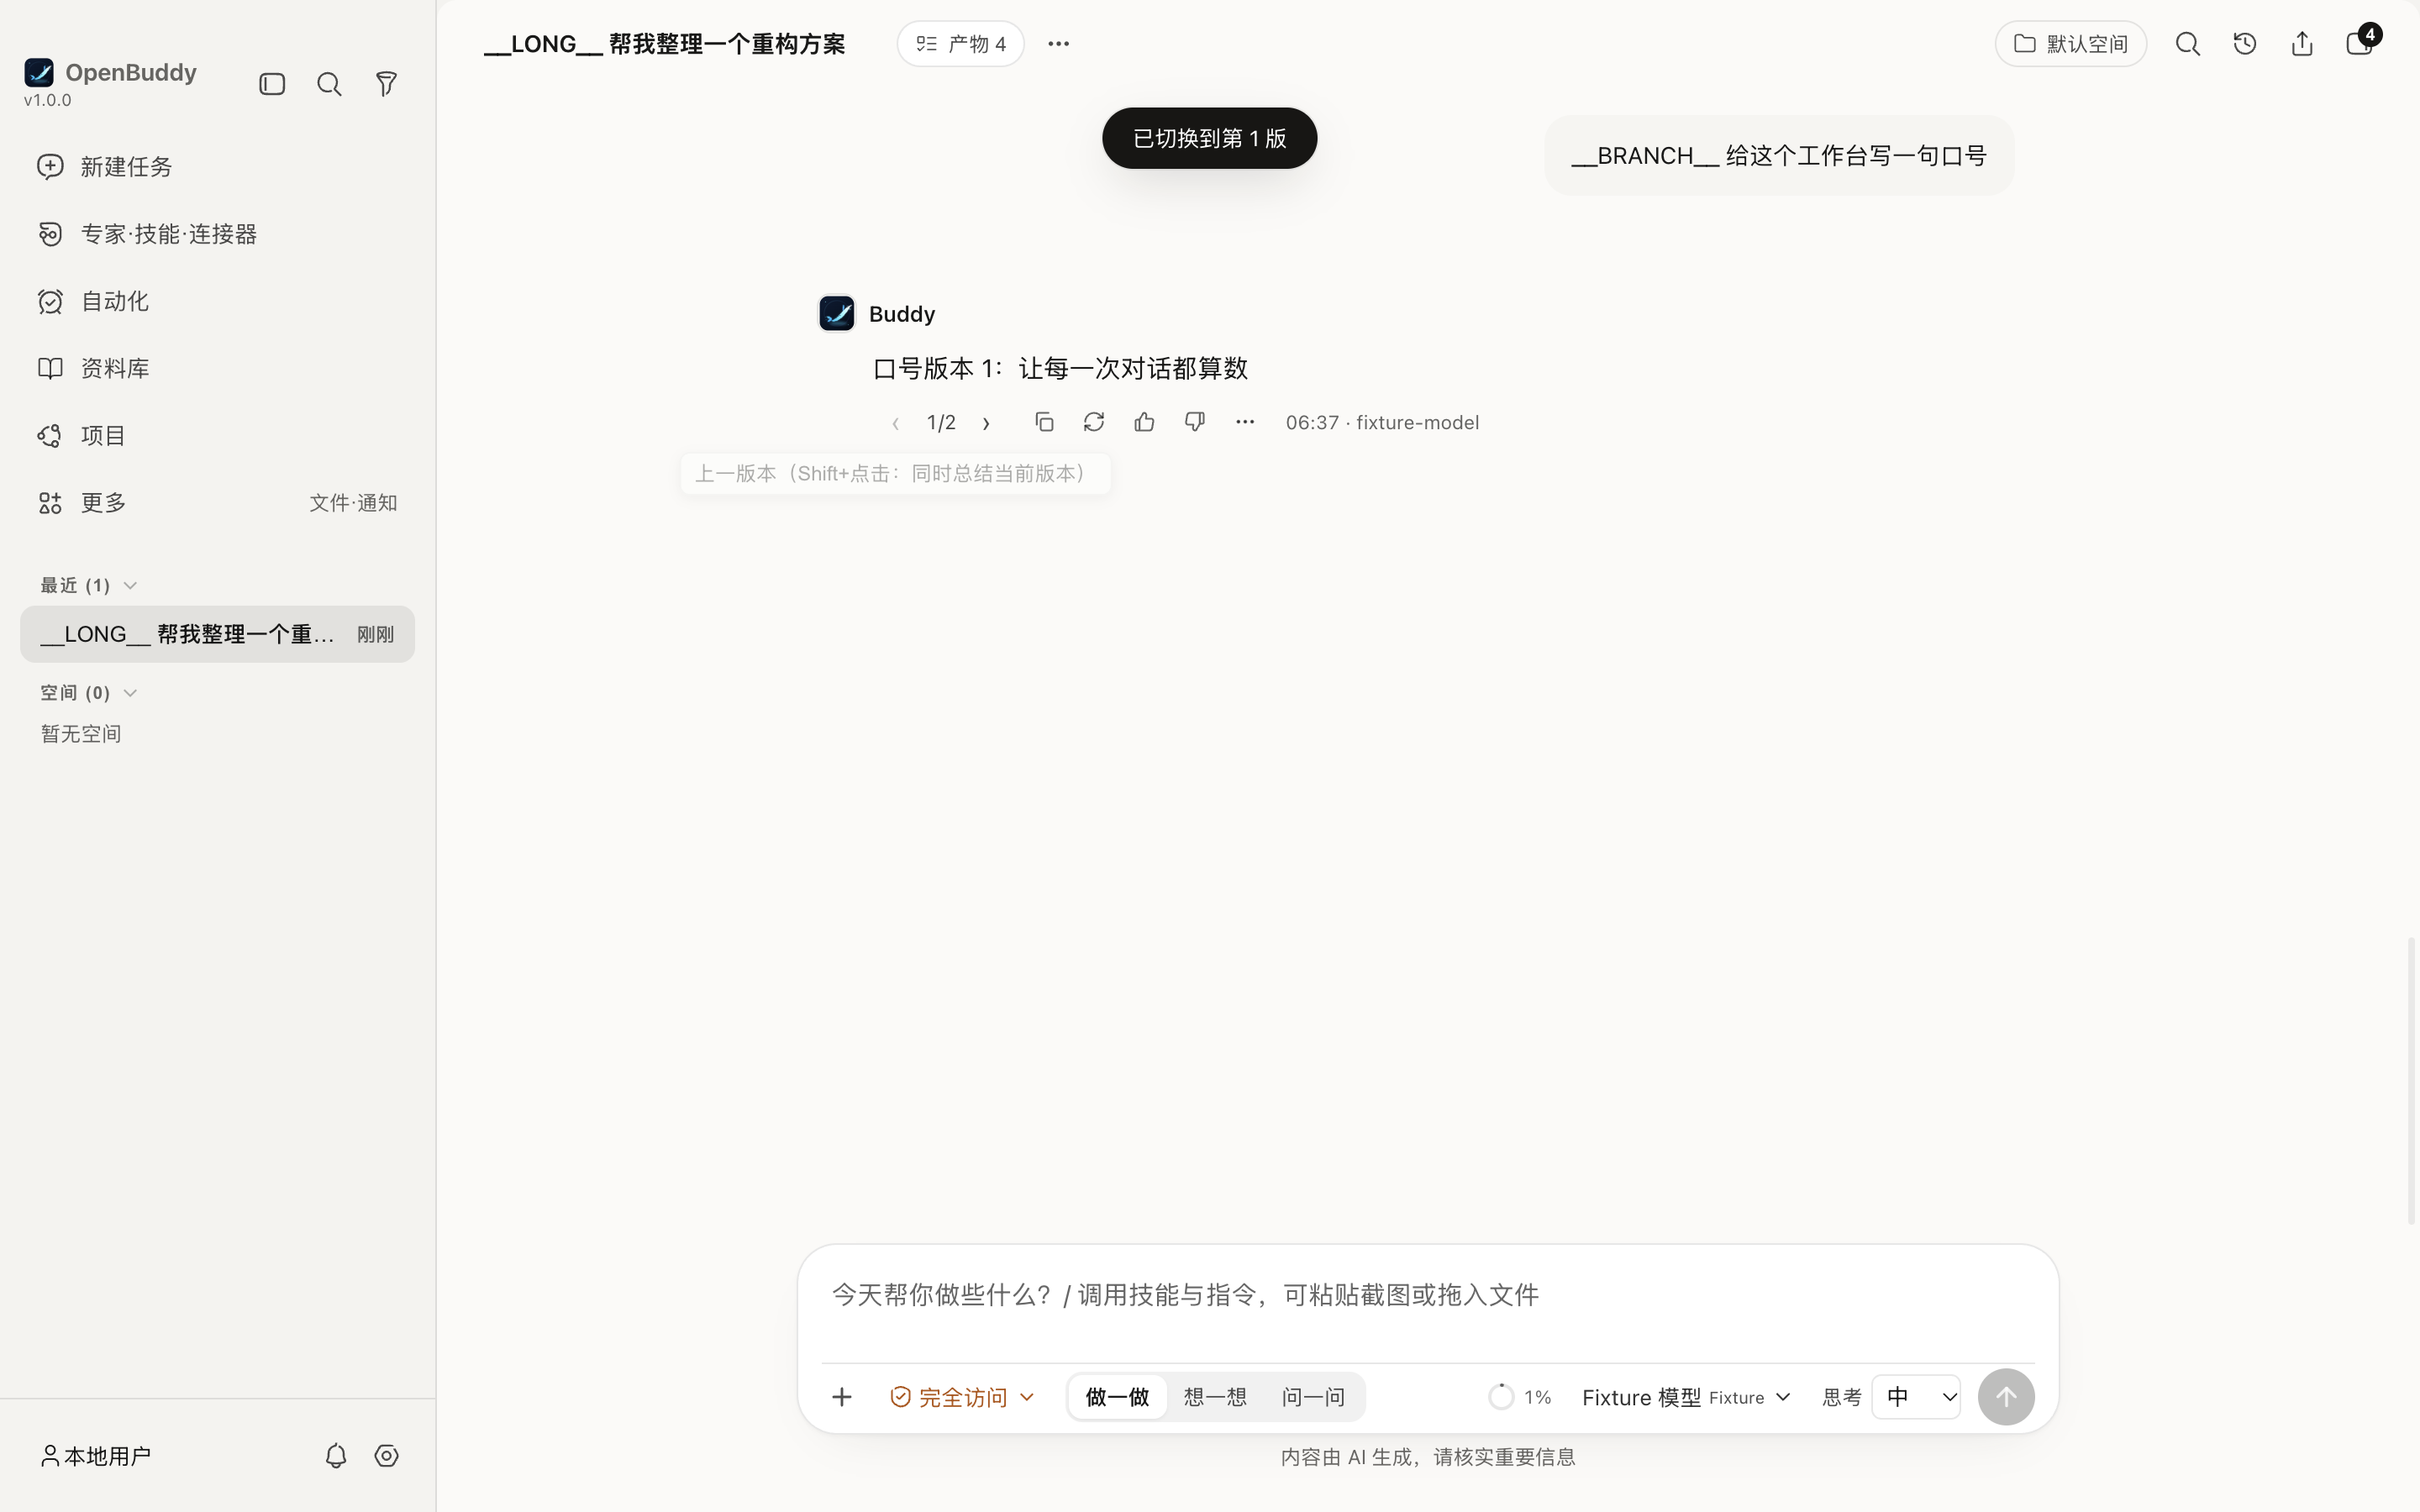 OpenBuddy
v1.0.0
新建任务
专家·技能·连接器
自动化
资料库
项目
更多
文件·通知
最近 (1)
__LONG__ 帮我整理一个重… 刚刚
空间 (0)
暂无空间
本地用户
__LONG__ 帮我整理一个重构方案
产物 4
默认空间
4
已切换到第 1 版
__BRANCH__ 给这个工作台写一句口号
Buddy
口号版本 1：让每一次对话都算数
‹ 1/2 ›
06:37 · fixture-model
上一版本（Shift+点击：同时总结当前版本）
今天帮你做些什么？/ 调用技能与指令，可粘贴截图或拖入文件
完全访问
做一做 想一想 问一问
1%
Fixture 模型 Fixture
思考 中
内容由 AI 生成，请核实重要信息